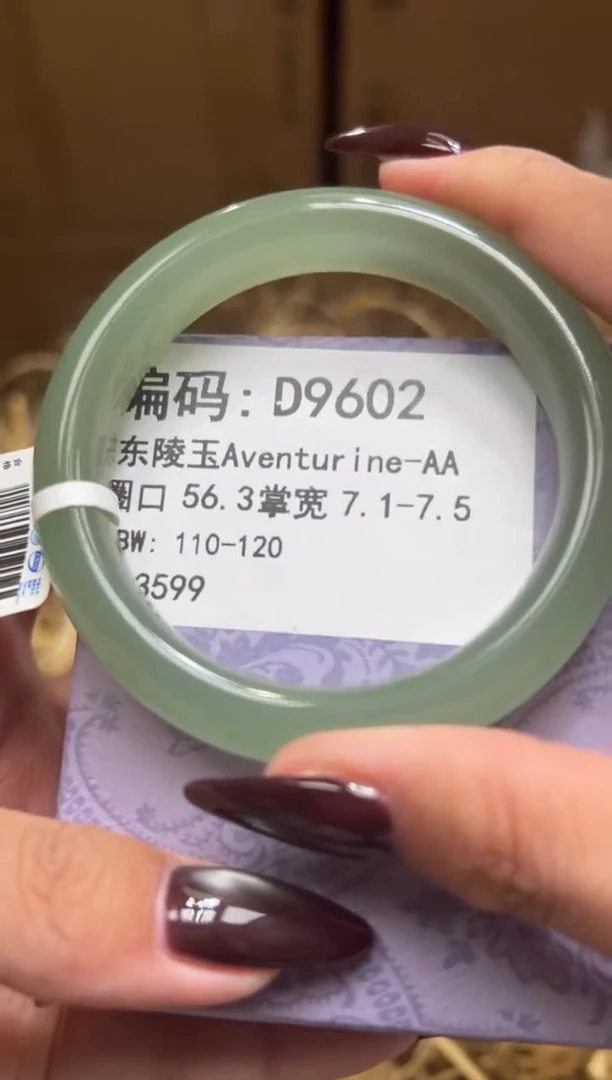 编码: D9602
东陵玉Aventurine-AA
圈口 56.3掌宽 7.1-7.5
BW: 110-120
3599